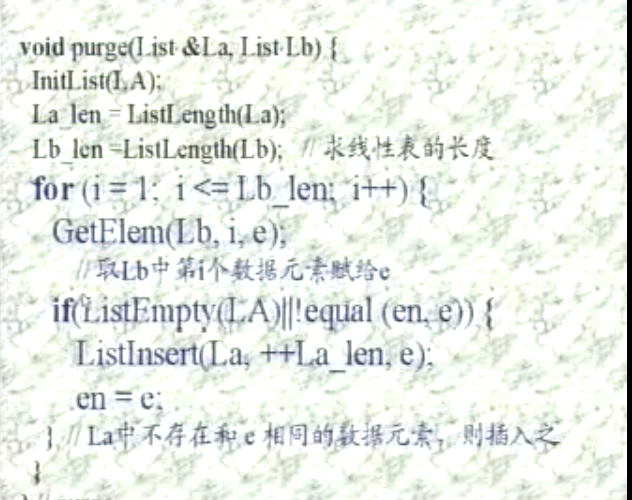 void purge(List &La, List Lb) {
InitList(LA);
La_len = ListLength(La);
Lb_len =ListLength(Lb); // 求线性表的长度
for (i = 1; i <= Lb_len; i++) {
GetElem(Lb, i, e);
//取Lb中第i个数据元素赋给e
if(ListEmpty(LA)||!equal (en, e)) {
ListInsert(La, ++La_len, e);
en = e;
} // La中不存在和 e 相同的数据元素，则插入之
}